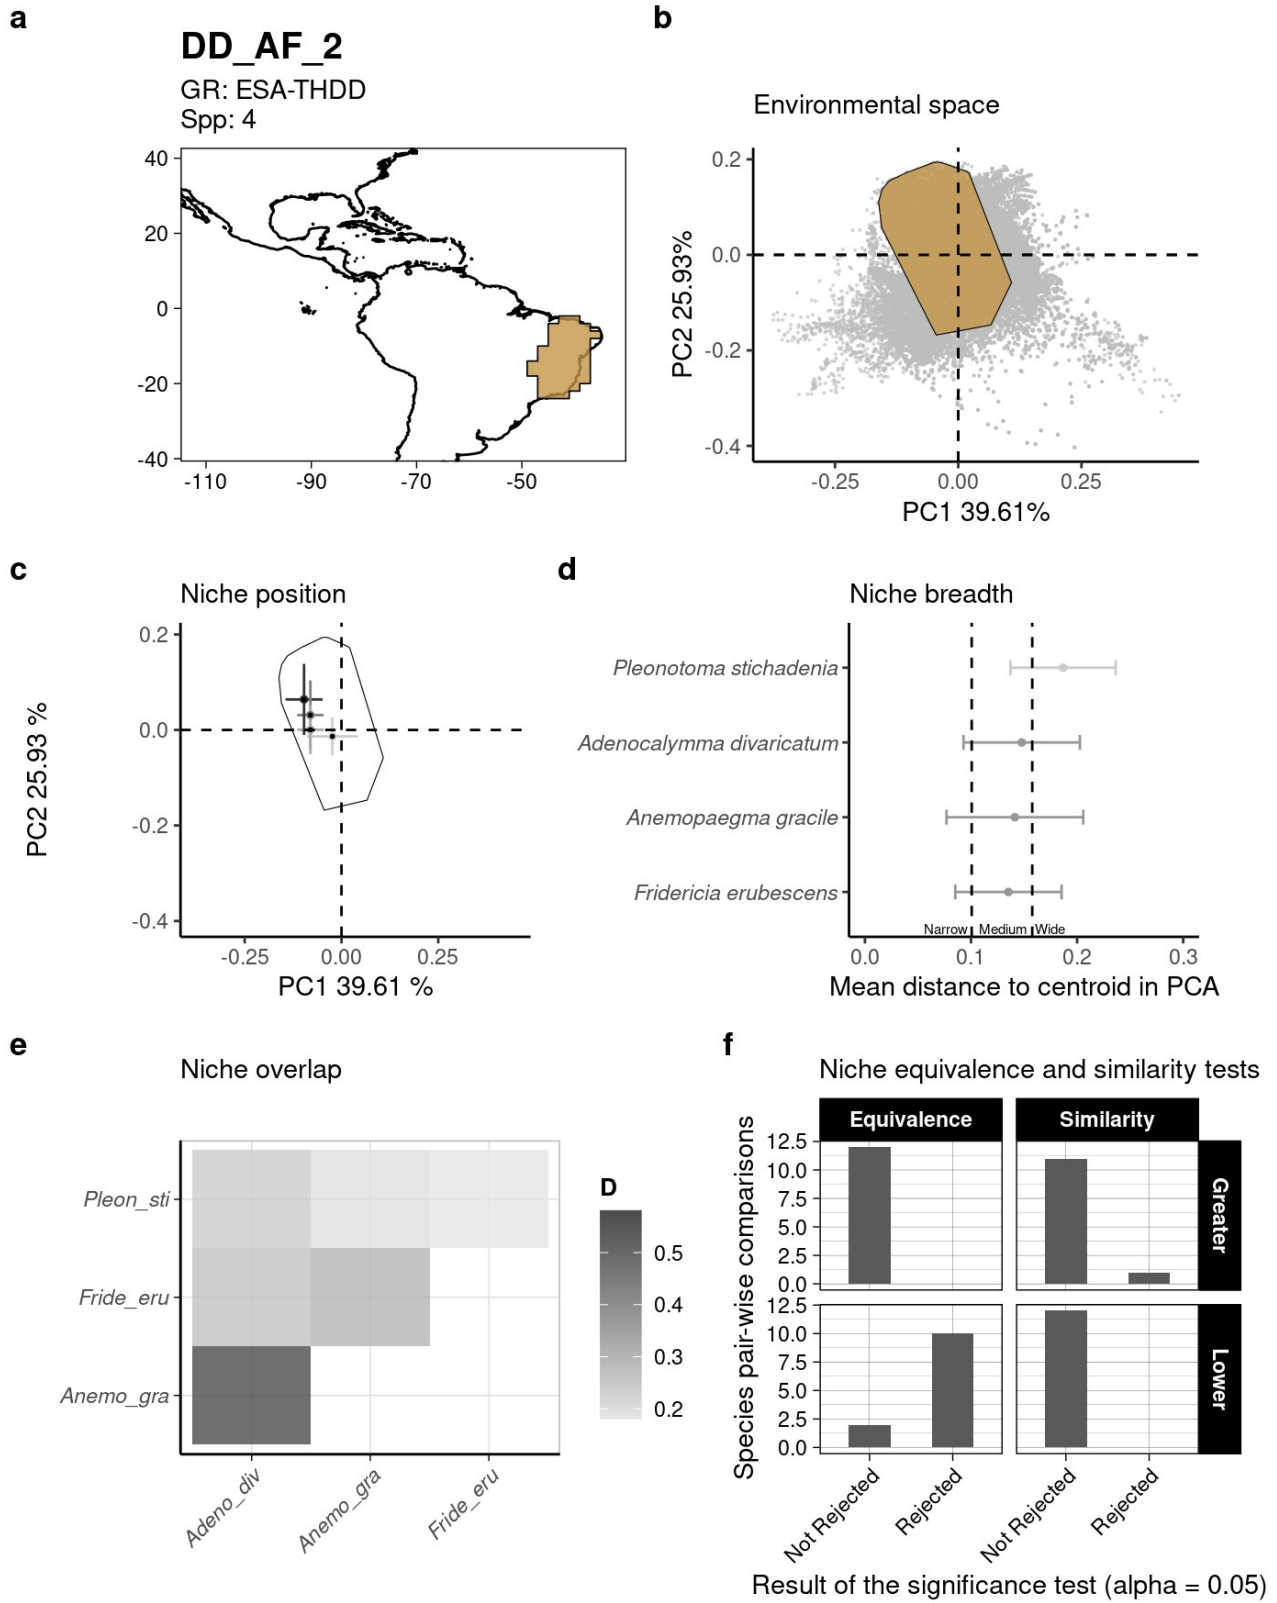 a
DD_AF_2
GR: ESA-THDD
Spp: 4
40
20
0
-20
-40
-110
-90
-70
-50
b
Environmental space
PC2 25.93%
0.2
0.0
-0.2
-0.4
-0.25
0.00
0.25
PC1 39.61%
c
Niche position
PC2 25.93 %
0.2
0.0
-0.2
-0.4
-0.25
0.00
0.25
PC1 39.61 %
d
Niche breadth
Pleonotoma stichadenia
Adenocalymma divaricatum
Anemopaegma gracile
Fridericia erubescens
Narrow
Medium
Wide
0.0
0.1
0.2
0.3
Mean distance to centroid in PCA
e
Niche overlap
Pleon_sti
Fride_eru
Anemo_gra
Adeno_div
Anemo_gra
Fride_eru
D
0.5
0.4
0.3
0.2
f
Niche equivalence and similarity tests
Species pair-wise comparisons
Equivalence
Similarity
12.5
10.0
7.5
5.0
2.5
0.0
Greater
12.5
10.0
7.5
5.0
2.5
0.0
Lower
Not Rejected
Rejected
Not Rejected
Rejected
Result of the significance test (alpha = 0.05)